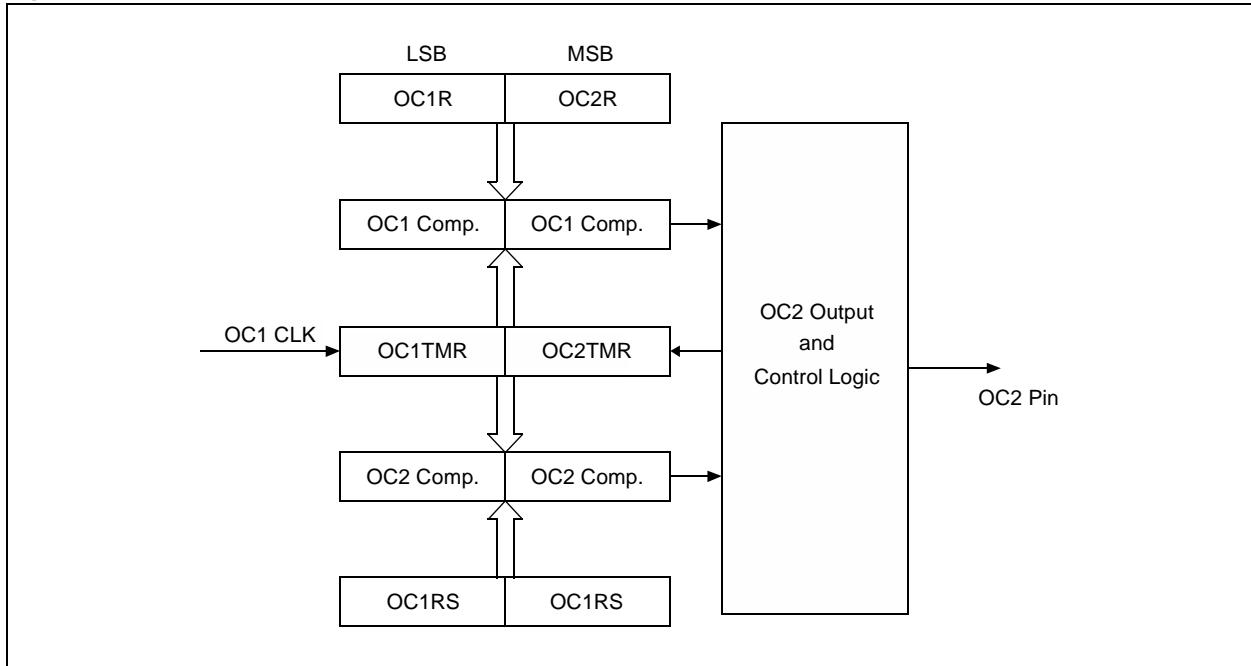 LSB MSB
OC1R OC2R
OC1 Comp. OC1 Comp.
OC1 CLK
OC1TMR OC2TMR
OC2 Comp. OC2 Comp.
OC1RS OC1RS
OC2 Output
and
Control Logic
OC2 Pin